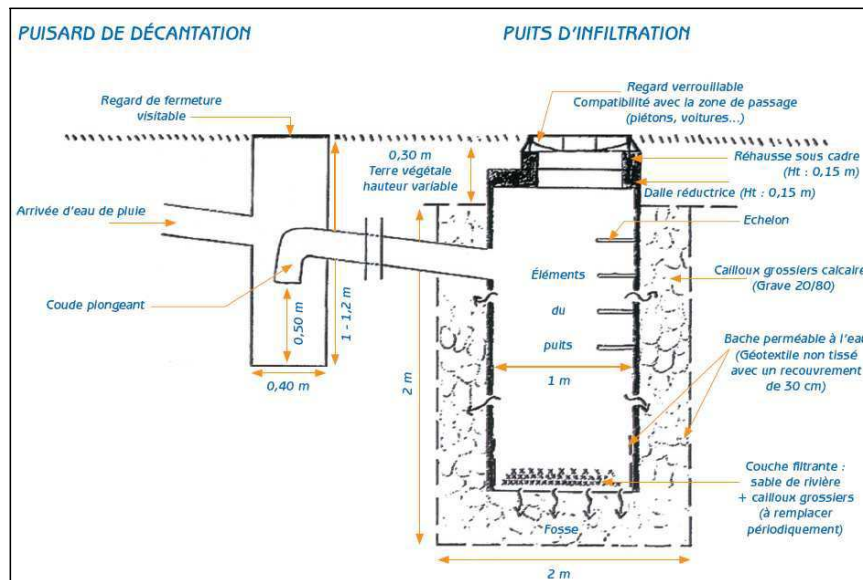 PUISARD DE DÉCANTATION
PUITS D'INFILTRATION
Regard de fermeture
visitable
Regard verrouillable
Compatibilité avec la zone de passage
(piétons, voitures...)
0,30 m
Terre végétale
hauteur variable
Réhausse sous cadre
(Ht : 0,15 m)
Dalle réductrice (Ht : 0,15 m)
Arrivée d'eau de pluie
Echelon
Éléments
du
puits
Cailloux grossiers calcaire
(Grave 20/80)
Coude plongeant
0,50 m
1 - 1,2 m
0,40 m
2 m
1 m
Bache perméable à l'eau
(Géotextile non tissé
avec un recouvrement
de 30 cm)
Couche filtrante :
sable de rivière
+ cailloux grossiers
(à remplacer
périodiquement)
Fosse
2 m